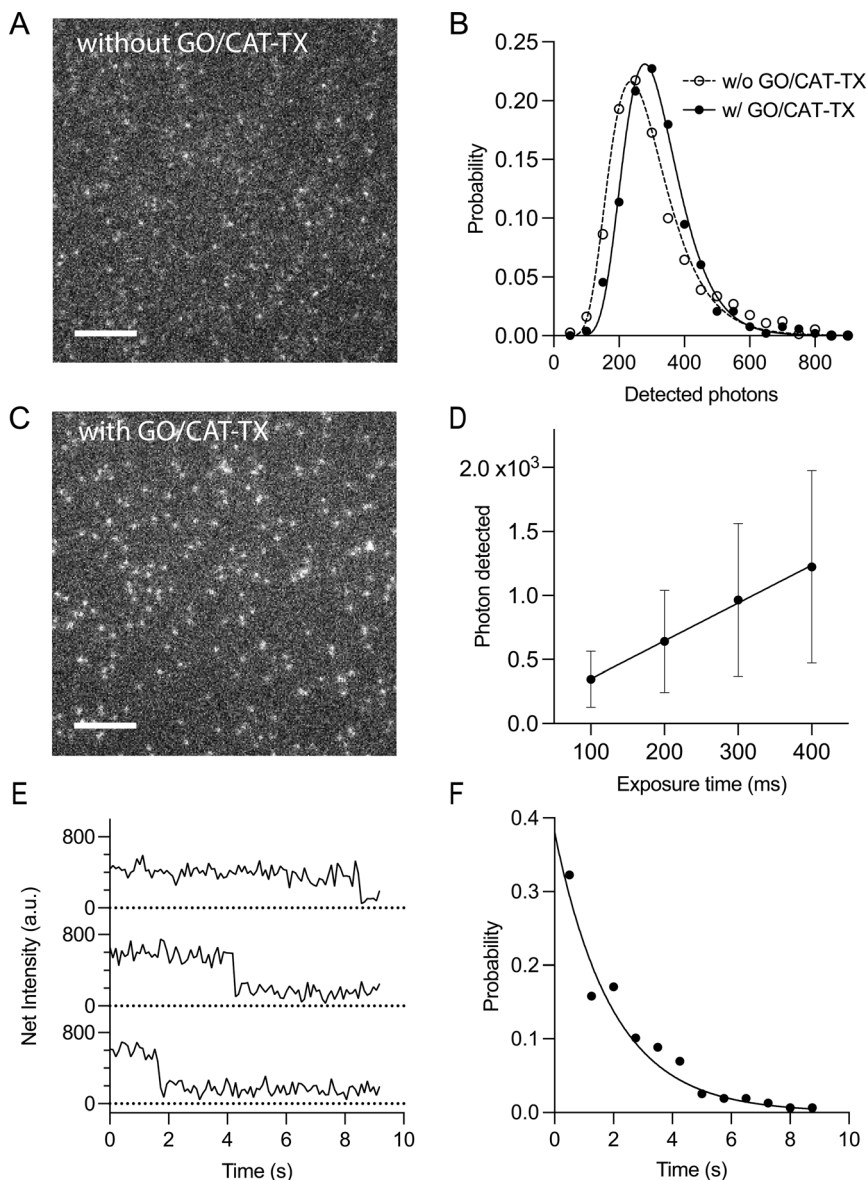 A
without GO/CAT-TX
B
0.25
0.20
0.15
0.10
0.05
0.00
Probability
0 200 400 600 800
Detected photons
w/o GO/CAT-TX
w/ GO/CAT-TX
C
with GO/CAT-TX
D
2.0 x10³
1.5
1.0
0.5
0.0
Photon detected
100 200 300 400
Exposure time (ms)
E
800
0
800
0
800
0
Net Intensity (a.u.)
0 2 4 6 8 10
Time (s)
F
0.4
0.3
0.2
0.1
0.0
Probability
0 2 4 6 8 10
Time (s)